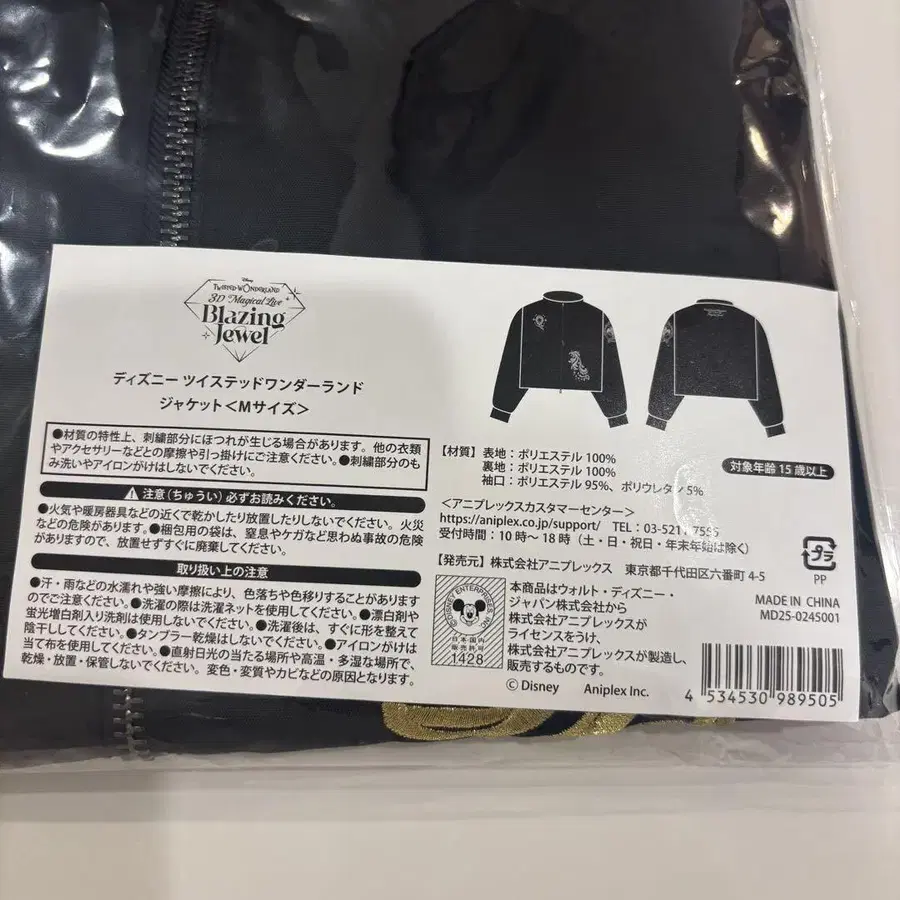 Disney
TWISTED WONDERLAND
3D Magical Live
Blazing
Jewel
ディズニー ツイステッドワンダーランド
ジャケット<Mサイズ>
●材質の特性上、刺繍部分にほつれが生じる場合があります。他の衣類
やアクセサリーなどとの摩擦や引っ掛けにご注意ください。●刺繍部分のも
み洗いやアイロンがけはしないでください。
注意（ちゅうい）必ずお読みください。
●火気や暖房器具などの近くで乾かしたり放置したりしないでください。火災
などの危険があります。●梱包用の袋は、窒息やケガなど思わぬ事故の危険
がありますので、放置せずすぐに廃棄してください。
取り扱い上の注意
●汗・雨などの水濡れや強い摩擦により、色落ちや色移りすることがあります
のでご注意ください。●洗濯の際は洗濯ネットを使用してください。●漂白剤や
蛍光増白剤入り洗剤は使用しないでください。●洗濯後は、すぐに形を整えて
陰干ししてください。●タンブラー乾燥はしないでください。●アイロンがけは
当て布を使用してください。●直射日光の当たる場所や高温・多湿な場所で、
乾燥・放置・保管しないでください。変色・変質やカビなどの原因となります。
【材質】表地：ポリエステル 100%
裏地：ポリエステル 100%
袖口：ポリエステル 95%、ポリウレタン 5%
対象年齢 15 歳以上
<アニプレックスカスタマーセンター>
https://aniplex.co.jp/support/ TEL：03-5211-7555
受付時間：10 時～ 18 時（土・日・祝日・年末年始は除く）
【発売元】株式会社アニプレックス 東京都千代田区六番町 4-5
DISNEY ENTERPRISES INC.
日本国内
販売許可
1428
本商品はウォルト・ディズニー・
ジャパン株式会社から
株式会社アニプレックスが
ライセンスをうけ、
株式会社アニプレックスが製造し、
販売するものです。
© Disney Aniplex Inc.
プラ
PP
MADE IN CHINA
MD25-0245001
4 534530 989505